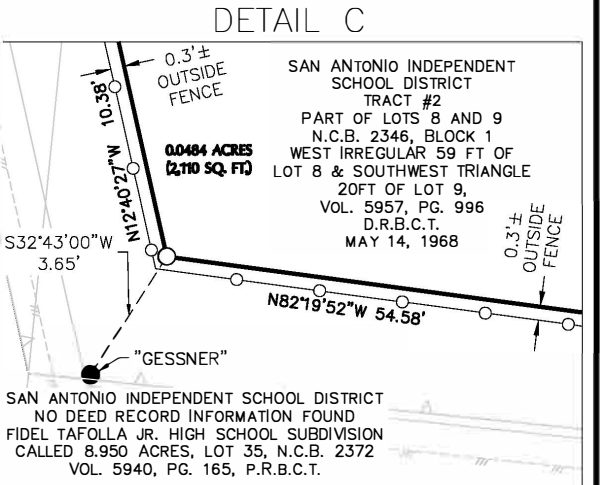 DETAIL C
0.3'±
OUTSIDE
FENCE
SAN ANTONIO INDEPENDENT
SCHOOL DISTRICT
TRACT #2
PART OF LOTS 8 AND 9
N.C.B. 2346, BLOCK 1
WEST IRREGULAR 59 FT OF
LOT 8 & SOUTHWEST TRIANGLE
20FT OF LOT 9,
VOL. 5957, PG. 996
D.R.B.C.T.
MAY 14, 1968
N12°40'27"W 10.38'
0.0484 ACRES
(2,110 SQ. FT.)
0.3'±
OUTSIDE
FENCE
S32°43'00"W
3.65'
N82°19'52"W 54.58'
"GESSNER"
SAN ANTONIO INDEPENDENT SCHOOL DISTRICT
NO DEED RECORD INFORMATION FOUND
FIDEL TAFOLLA JR. HIGH SCHOOL SUBDIVISION
CALLED 8.950 ACRES, LOT 35, N.C.B. 2372
VOL. 5940, PG. 165, P.R.B.C.T.